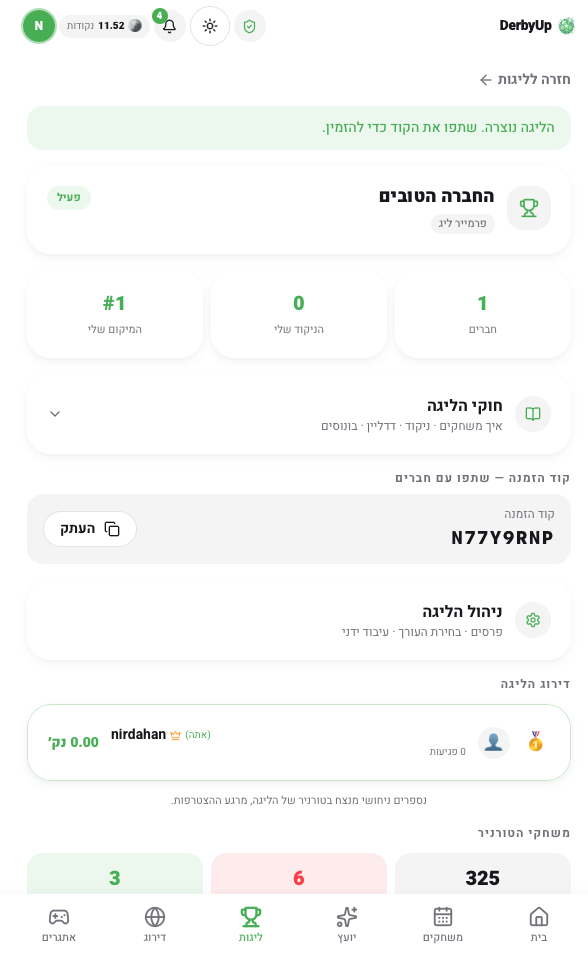 DerbyUp
4
11.52 נקודות
N
חזרה לליגות
הליגה נוצרה. שתפו את הקוד כדי להזמין.
החברה הטובים
פרמייר ליג
פעיל
1
חברים
0
הניקוד שלי
#1
המיקום שלי
חוקי הליגה
איך משחקים · ניקוד · דדליין · בונוסים
קוד הזמנה — שתפו עם חברים
קוד הזמנה
N77Y9RNP
העתק
ניהול הליגה
פרסים · בחירת העורך · עיבוד ידני
דירוג הליגה
nirdahan (אתה)
0 פגיעות
0.00 נק׳
נספרים ניחושי מנצח בטורניר של הליגה, מרגע ההצטרפות.
משחקי הטורניר
325
6
3
בית
משחקים
יועץ
ליגות
דירוג
אתגרים